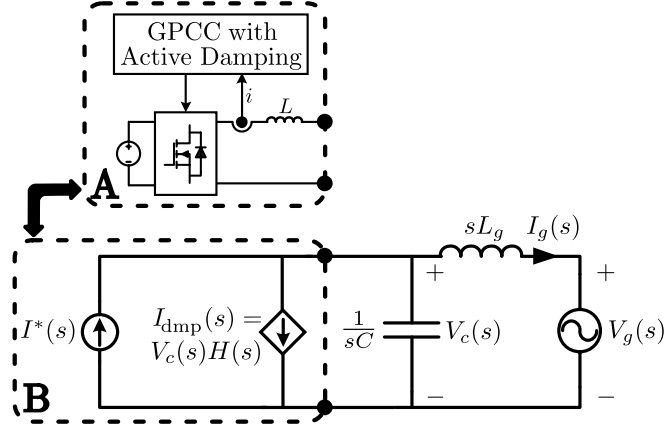 GPCC with
Active Damping
i
L
A
+
-
sL_g
I_g(s)
+
+
I*(s)
I_dmp(s) =
V_c(s)H(s)
1
sC
V_c(s)
V_g(s)
B
−
−